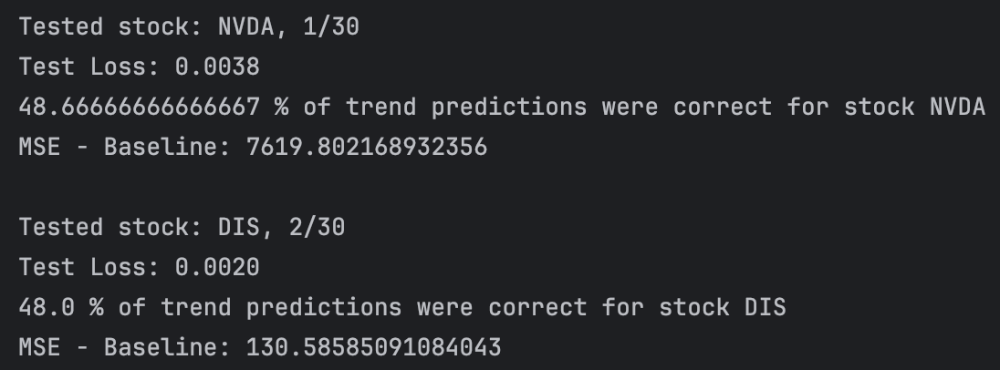 Tested stock: NVDA, 1/30
Test Loss: 0.0038
48.66666666666667 % of trend predictions were correct for stock NVDA
MSE - Baseline: 7619.802168932356
Tested stock: DIS, 2/30
Test Loss: 0.0020
48.0 % of trend predictions were correct for stock DIS
MSE - Baseline: 130.58585091084043